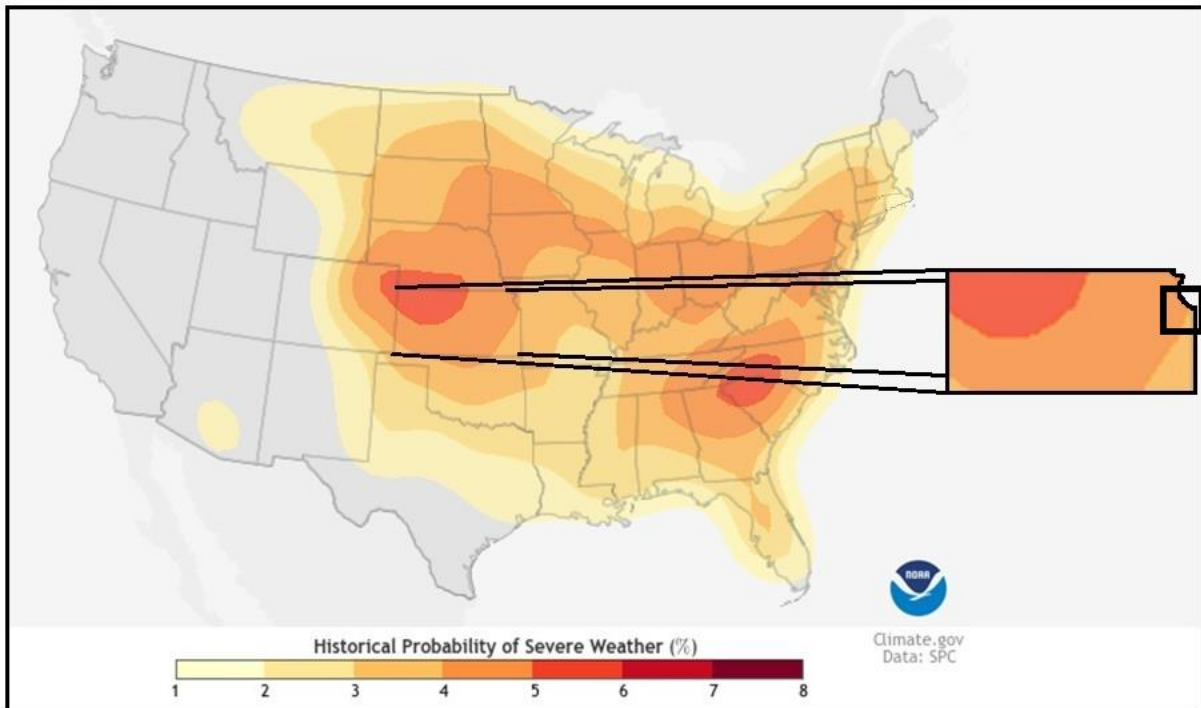 NOAA
Climate.gov
Data: SPC
Historical Probability of Severe Weather (%)
1 2 3 4 5 6 7 8